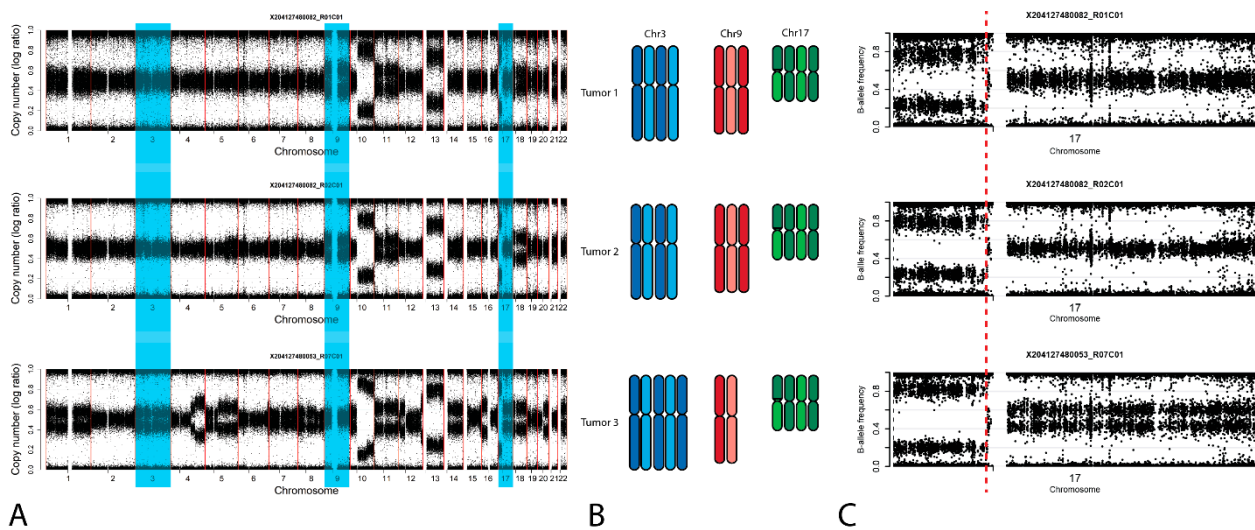 X204127480082_R01C01
Copy number (log ratio)
0.0 0.2 0.4 0.6 0.8 1.0
1 2 3 4 5 6 7 8 9 10 11 12 13 14 15 16 17 18 19 20 21 22
Chromosome
X204127480082_R02C01
Copy number (log ratio)
0.0 0.2 0.4 0.6 0.8 1.0
1 2 3 4 5 6 7 8 9 10 11 12 13 14 15 16 17 18 19 20 21 22
Chromosome
X204127480053_R07C01
Copy number (log ratio)
0.0 0.2 0.4 0.6 0.8 1.0
1 2 3 4 5 6 7 8 9 10 11 12 13 14 15 16 17 18 19 20 21 22
Chromosome
A
Chr3 Chr9 Chr17
Tumor 1
Tumor 2
Tumor 3
B
X204127480082_R01C01
B-allele frequency
0.0 0.4 0.8
17
Chromosome
X204127480082_R02C01
B-allele frequency
0.0 0.4 0.8
17
Chromosome
X204127480053_R07C01
B-allele frequency
0.0 0.4 0.8
17
Chromosome
C